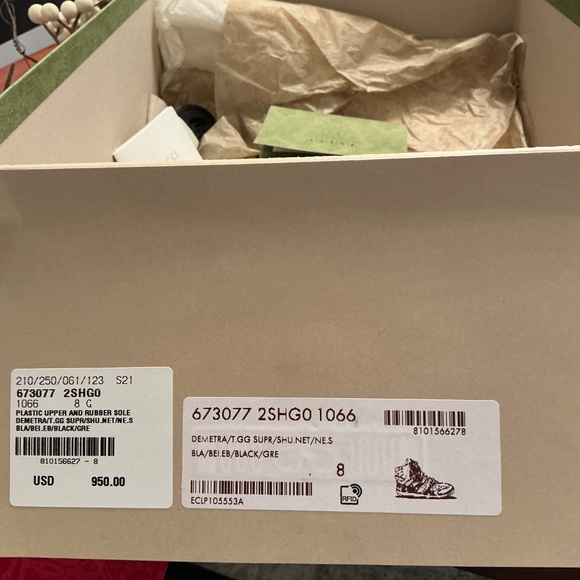 210/250/061/123 S21
673077 2SHG0
1066 8 G
PLASTIC UPPER AND RUBBER SOLE
DEMETRA/T.GG SUPR/SHU.NET/NE.S
BLA/BEI.EB/BLACK/GRE
810156627 - 8
USD 950.00
673077 2SHG0 1066
8101566278
DEMETRA/T.GG SUPR/SHU.NET/NE.S
BLA/BEI.EB/BLACK/GRE
8
ECLP105553A
RFID